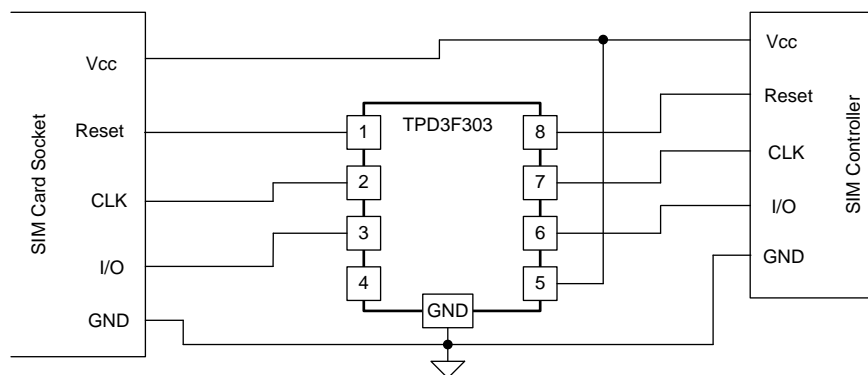 SIM Card Socket
Vcc
Reset
CLK
I/O
GND
TPD3F303
1
2
3
4
8
7
6
5
GND
Vcc
Reset
CLK
I/O
GND
SIM Controller